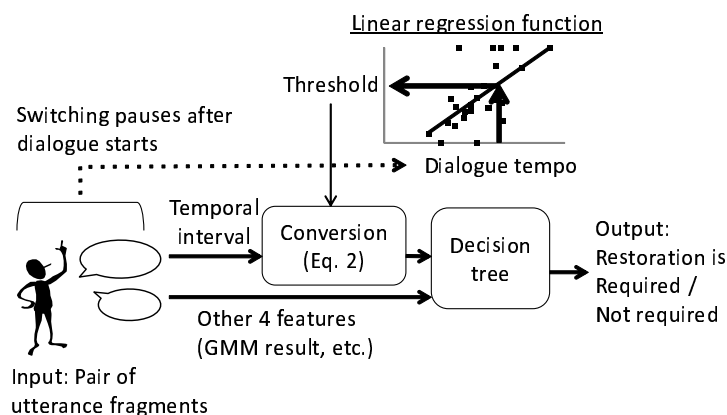 Linear regression function
Threshold
Switching pauses after
dialogue starts
Dialogue tempo
Temporal
interval
Conversion
(Eq. 2)
Decision
tree
Output:
Restoration is
Required /
Not required
Other 4 features
(GMM result, etc.)
Input: Pair of
utterance fragments